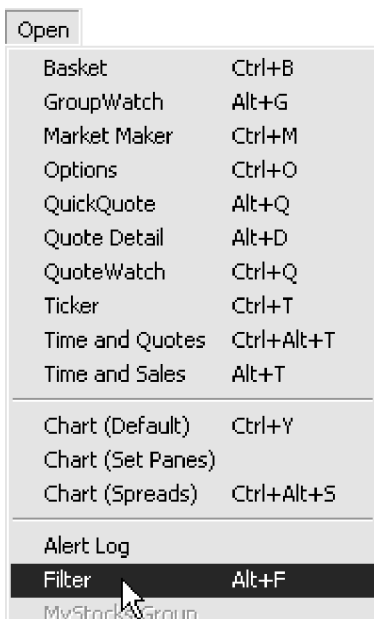 Open
Basket Ctrl+B
GroupWatch Alt+G
Market Maker Ctrl+M
Options Ctrl+O
QuickQuote Alt+Q
Quote Detail Alt+D
QuoteWatch Ctrl+Q
Ticker Ctrl+T
Time and Quotes Ctrl+Alt+T
Time and Sales Alt+T
Chart (Default) Ctrl+Y
Chart (Set Panes)
Chart (Spreads) Ctrl+Alt+S
Alert Log
Filter Alt+F
MyStocks Group